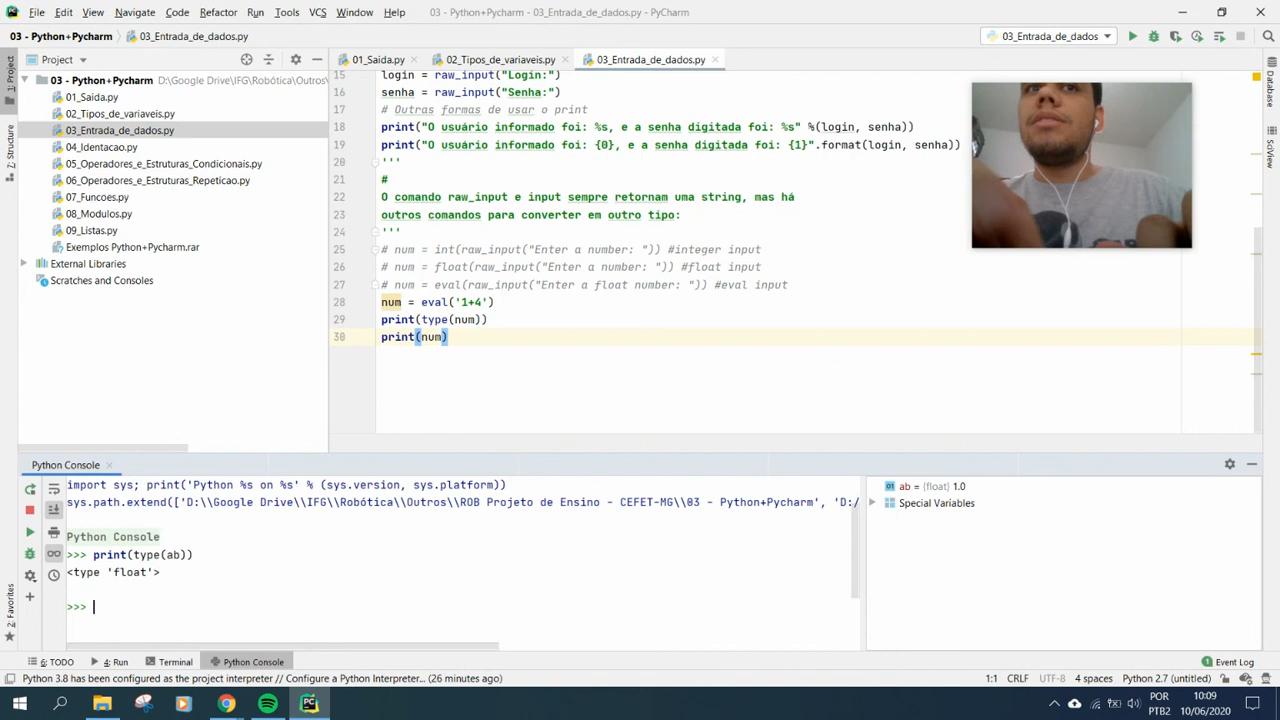 File Edit View Navigate Code Refactor Run Tools VCS Window Help 03 - Python+Pycharm - 03_Entrada_de_dados.py - PyCharm
03 - Python+Pycharm 03_Entrada_de_dados.py 03_Entrada_de_dados
Project 01_Saida.py 02_Tipos_de_variaveis.py 03_Entrada_de_dados.py
1: Project
7: Structure
2: Favorites
Database
SciView
03 - Python+Pycharm D:\Google Drive\IFG\Robótica\Outros\
01_Saida.py
02_Tipos_de_variaveis.py
03_Entrada_de_dados.py
04_Identacao.py
05_Operadores_e_Estruturas_Condicionais.py
06_Operadores_e_Estruturas_Repeticao.py
07_Funcoes.py
08_Modulos.py
09_Listas.py
Exemplos Python+Pycharm.rar
External Libraries
Scratches and Consoles
15 login = raw_input("Login:")
16 senha = raw_input("Senha:")
17 # Outras formas de usar o print
18 print("O usuário informado foi: %s, e a senha digitada foi: %s" %(login, senha))
19 print("O usuário informado foi: {0}, e a senha digitada foi: {1}".format(login, senha))
20 '''
21 #
22 O comando raw_input e input sempre retornam uma string, mas há
23 outros comandos para converter em outro tipo:
24 '''
25 # num = int(raw_input("Enter a number: ")) #integer input
26 # num = float(raw_input("Enter a number: ")) #float input
27 # num = eval(raw_input("Enter a float number: ")) #eval input
28 num = eval('1+4')
29 print(type(num))
30 print(num)
Python Console
import sys; print('Python %s on %s' % (sys.version, sys.platform))
sys.path.extend(['D:\\Google Drive\\IFG\\Robótica\\Outros\\ROB Projeto de Ensino - CEFET-MG\\03 - Python+Pycharm', 'D:/
Python Console
>>> print(type(ab))
<type 'float'>
>>>
ab = {float} 1.0
Special Variables
6: TODO 4: Run Terminal Python Console 1 Event Log
Python 3.8 has been configured as the project interpreter // Configure a Python Interpreter... (26 minutes ago) 1:1 CRLF UTF-8 4 spaces Python 2.7 (untitled)
POR 10:09
PTB2 10/06/2020